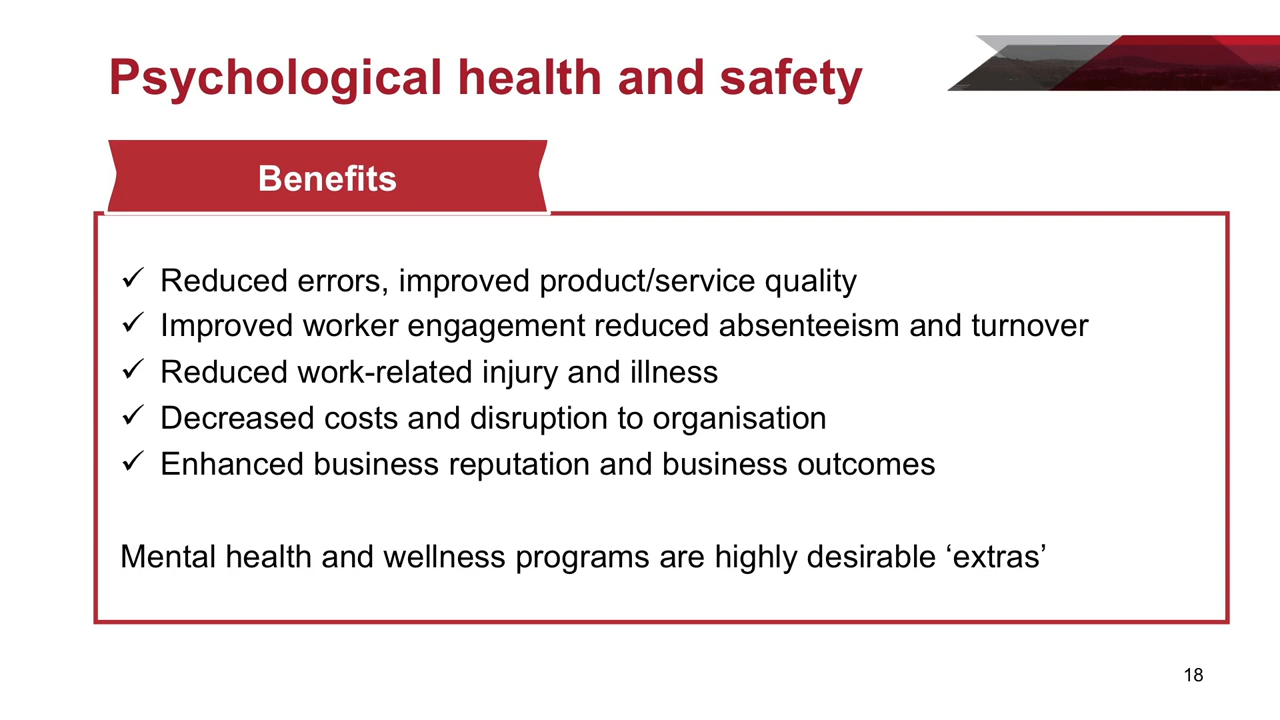 Psychological health and safety
Benefits
✓ Reduced errors, improved product/service quality
✓ Improved worker engagement reduced absenteeism and turnover
✓ Reduced work-related injury and illness
✓ Decreased costs and disruption to organisation
✓ Enhanced business reputation and business outcomes
Mental health and wellness programs are highly desirable ‘extras’
18